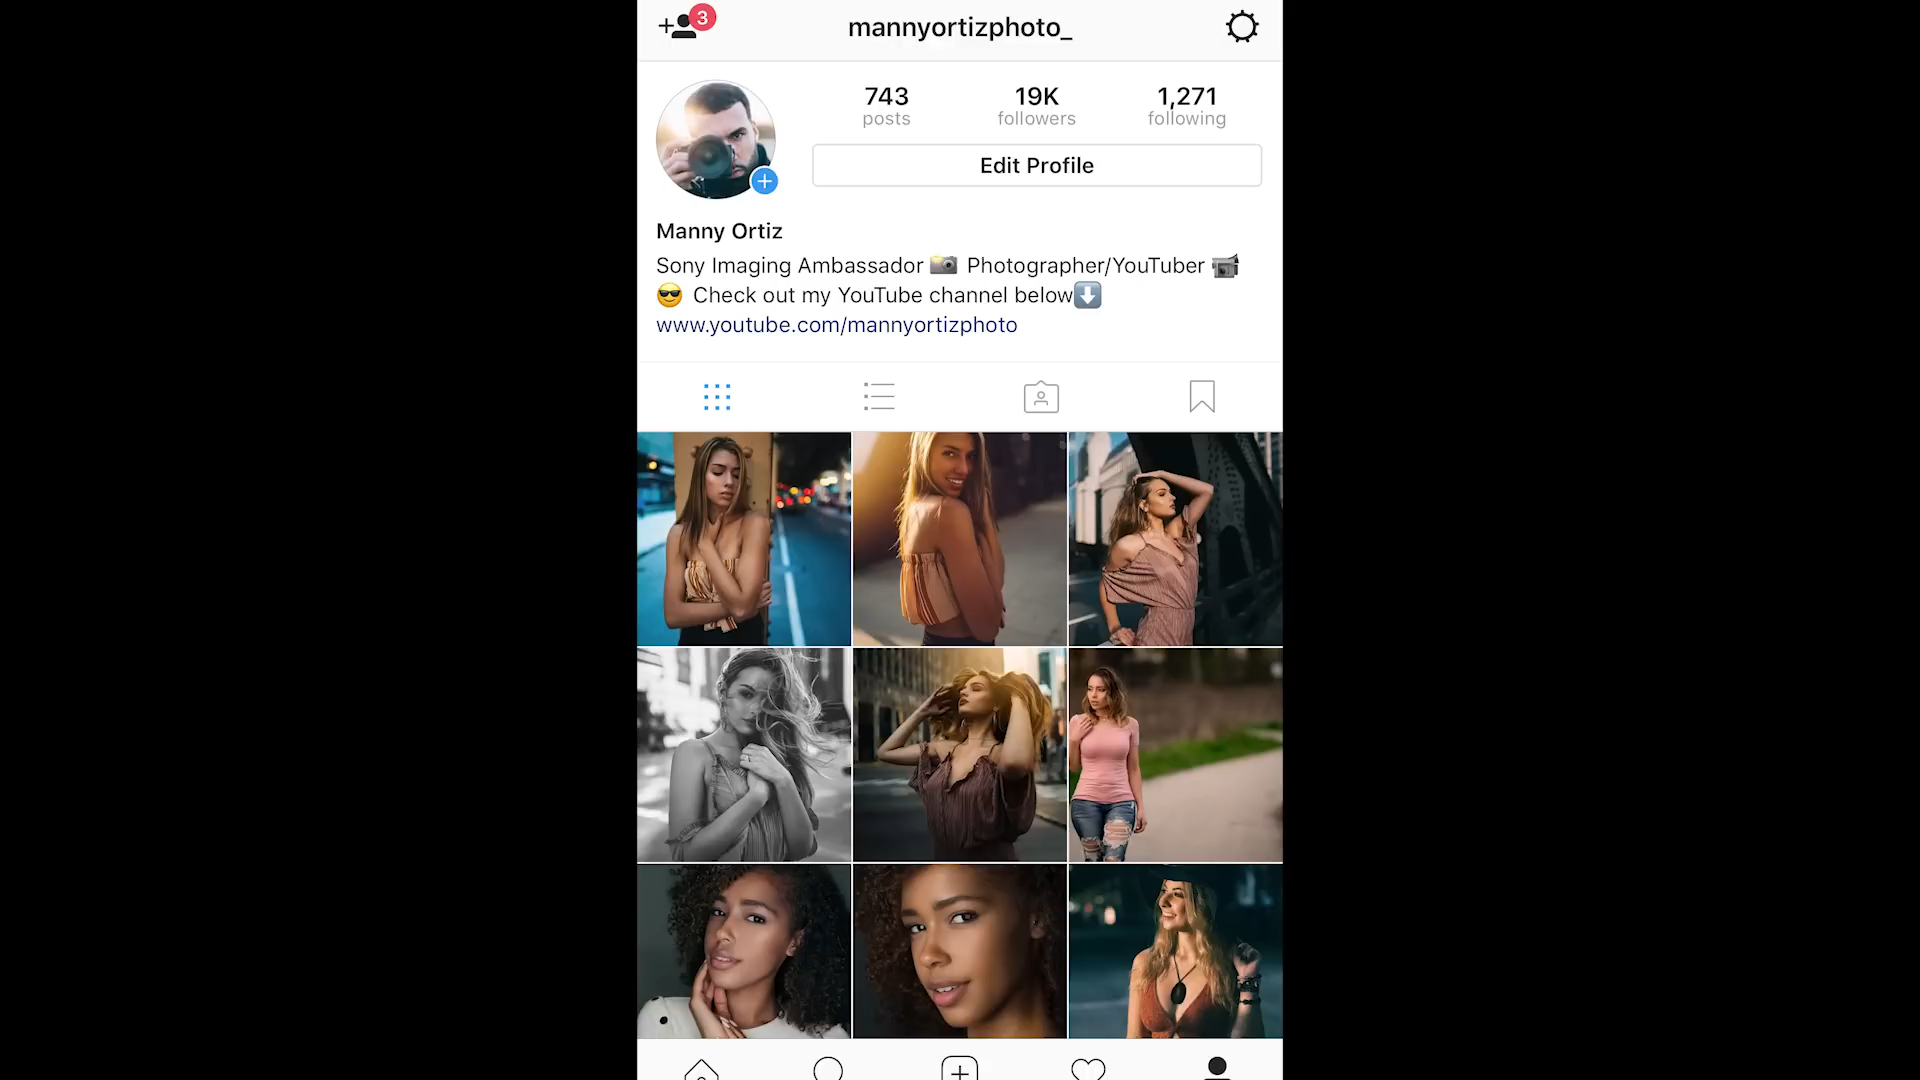 3
mannyortizphoto_
743 19K 1,271
posts followers following
Edit Profile
Manny Ortiz
Sony Imaging Ambassador 📷 Photographer/YouTuber 📹
😎 Check out my YouTube channel below⬇️
www.youtube.com/mannyortizphoto